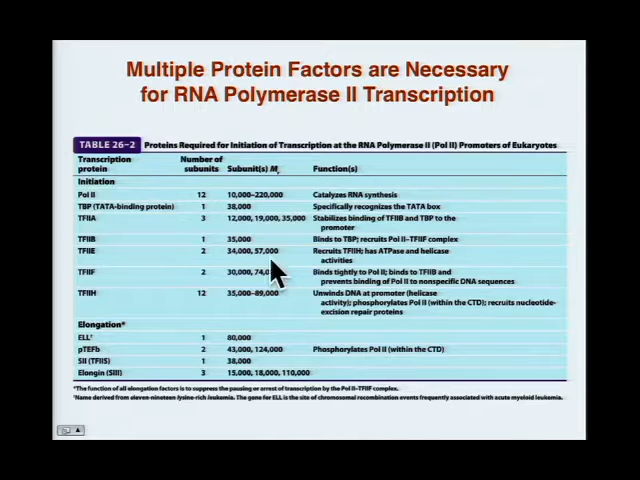 Multiple Protein Factors are Necessary
for RNA Polymerase II Transcription
TABLE 26–2 Proteins Required for Initiation of Transcription at the RNA Polymerase II (Pol II) Promoters of Eukaryotes
Transcription protein Number of subunits Subunit(s) Mr Function(s)
Initiation
Pol II 12 10,000–220,000 Catalyzes RNA synthesis
TBP (TATA-binding protein) 1 38,000 Specifically recognizes the TATA box
TFIIA 3 12,000, 19,000, 35,000 Stabilizes binding of TFIIB and TBP to the
promoter
TFIIB 1 35,000 Binds to TBP; recruits Pol II–TFIIF complex
TFIIE 2 34,000, 57,000 Recruits TFIIH; has ATPase and helicase
activities
TFIIF 2 30,000, 74,0 Binds tightly to Pol II; binds to TFIIB and
prevents binding of Pol II to nonspecific DNA sequences
TFIIH 12 35,000–89,000 Unwinds DNA at promoter (helicase
activity); phosphorylates Pol II (within the CTD); recruits nucleotide-
excision repair proteins
Elongation*
ELL† 1 80,000
pTEFb 2 43,000, 124,000 Phosphorylates Pol II (within the CTD)
SII (TFIIS) 1 38,000
Elongin (SIII) 3 15,000, 18,000, 110,000
*The function of all elongation factors is to suppress the pausing or arrest of transcription by the Pol II–TFIIF complex.
†Name derived from eleven-nineteen lysine-rich leukemia. The gene for ELL is the site of chromosomal recombination events frequently associated with acute myeloid leukemia.